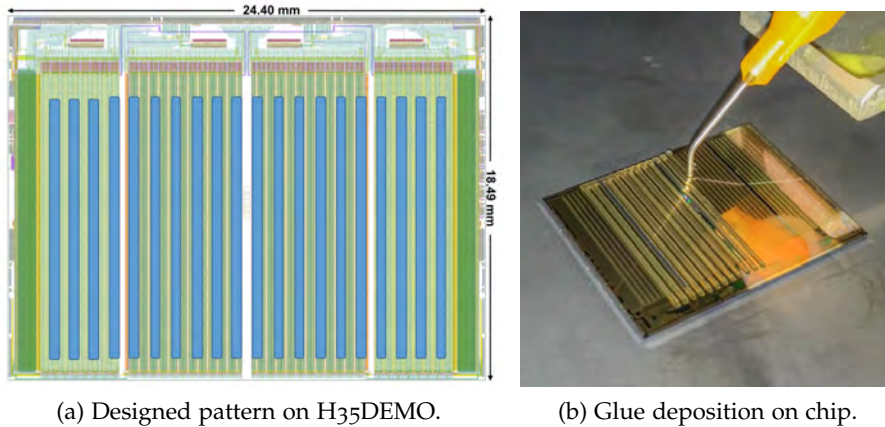 24.40 mm
18.49 mm
(a) Designed pattern on H35DEMO.
(b) Glue deposition on chip.